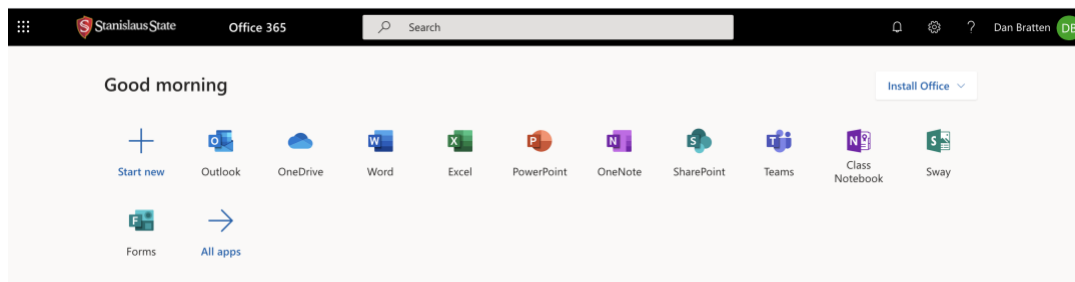 Stanislaus State Office 365 Search ? Dan Bratten DB
Good morning Install Office
Start new Outlook OneDrive Word Excel PowerPoint OneNote SharePoint Teams Class Notebook Sway
Forms All apps